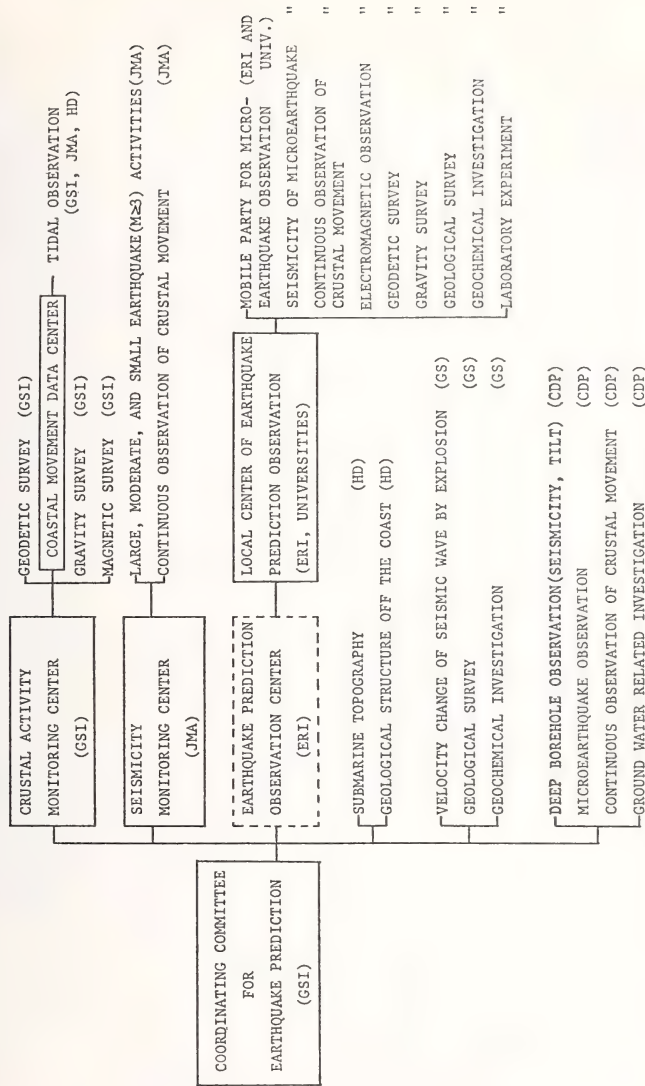 COORDINATING COMMITTEE
FOR
EARTHQUAKE PREDICTION
(GSI)
CRUSTAL ACTIVITY
MONITORING CENTER
(GSI)
GEODETIC SURVEY (GSI)
COASTAL MOVEMENT DATA CENTER
TIDAL OBSERVATION
(GSI, JMA, HD)
GRAVITY SURVEY (GSI)
MAGNETIC SURVEY (GSI)
SEISMICITY
MONITORING CENTER
(JMA)
LARGE, MODERATE, AND SMALL EARTHQUAKE(M≥3) ACTIVITIES(JMA)
CONTINUOUS OBSERVATION OF CRUSTAL MOVEMENT (JMA)
EARTHQUAKE PREDICTION
OBSERVATION CENTER
(ERI)
LOCAL CENTER OF EARTHQUAKE
PREDICTION OBSERVATION
(ERI, UNIVERSITIES)
MOBILE PARTY FOR MICRO- (ERI AND
EARTHQUAKE OBSERVATION UNIV.)
SEISMICITY OF MICROEARTHQUAKE "
CONTINUOUS OBSERVATION OF "
CRUSTAL MOVEMENT
ELECTROMAGNETIC OBSERVATION "
GEODETIC SURVEY "
GRAVITY SURVEY "
GEOLOGICAL SURVEY "
GEOCHEMICAL INVESTIGATION "
LABORATORY EXPERIMENT "
SUBMARINE TOPOGRAPHY (HD)
GEOLOGICAL STRUCTURE OFF THE COAST (HD)
VELOCITY CHANGE OF SEISMIC WAVE BY EXPLOSION (GS)
GEOLOGICAL SURVEY (GS)
GEOCHEMICAL INVESTIGATION (GS)
DEEP BOREHOLE OBSERVATION(SEISMICITY, TILT) (CDP)
MICROEARTHQUAKE OBSERVATION (CDP)
CONTINUOUS OBSERVATION OF CRUSTAL MOVEMENT (CDP)
GROUND WATER RELATED INVESTIGATION (CDP)